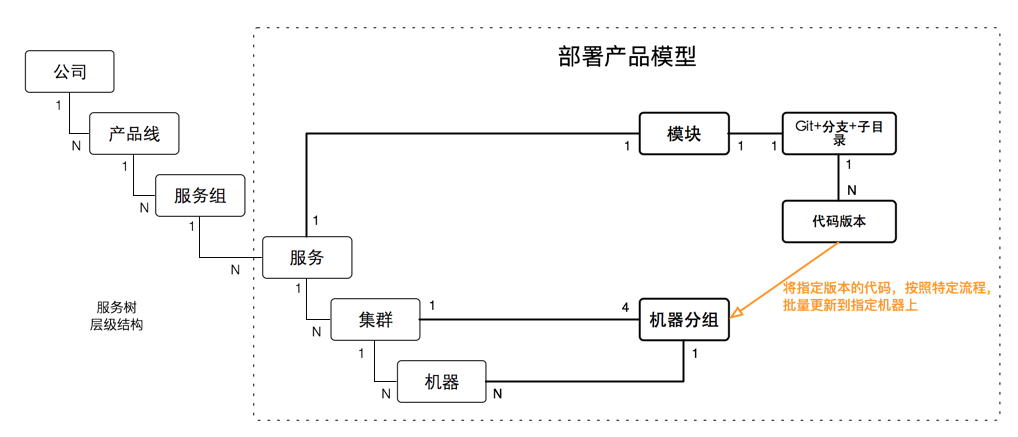 部署产品模型
公司
1
N
产品线
1
N
服务组
1
N
服务
1
1
模块
1
1
Git+分支+子目
录
1
N
代码版本
将指定版本的代码，按照特定流程，
批量更新到指定机器上
服务树
层级结构
1
N
集群
1
4
机器分组
1
1
N
机器
N